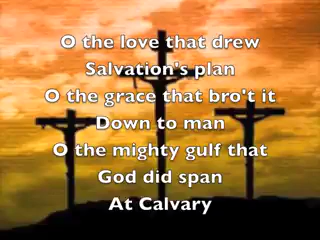 O the love that drew
Salvation's plan
O the grace that bro't it
Down to man
O the mighty gulf that
God did span
At Calvary